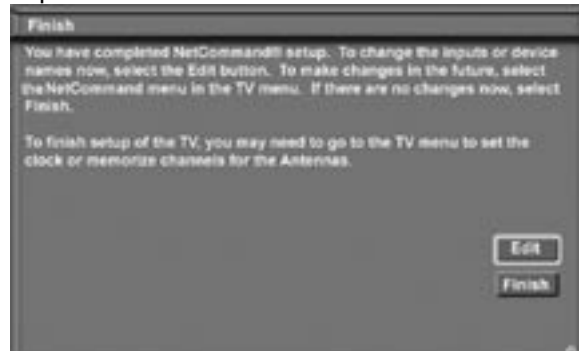 Finish
You have completed NetCommand® setup. To change the inputs or device
names now, select the Edit button. To make changes in the future, select
the NetCommand menu in the TV menu. If there are no changes now, select
Finish.
To finish setup of the TV, you may need to go to the TV menu to set the
clock or memorize channels for the Antennas.
Edit
Finish